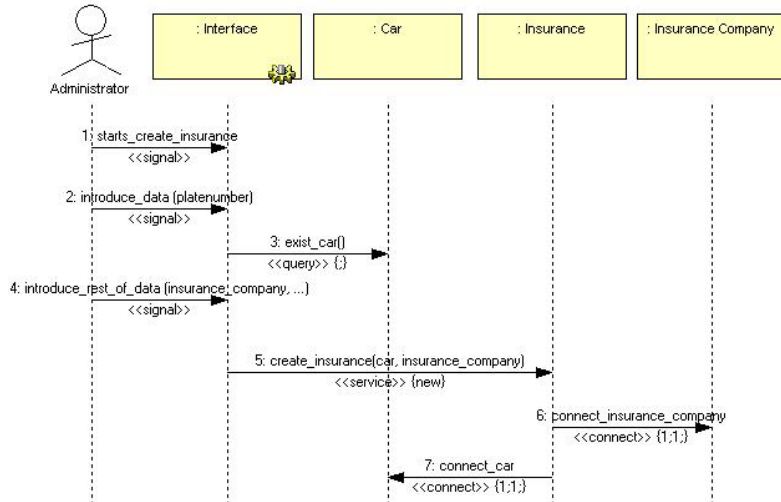 : Interface
: Car
: Insurance
: Insurance Company
Administrator
1: starts_create_insurance
<<signal>>
2: introduce_data (platenumber)
<<signal>>
3: exist_car()
<<query>> {;}
4: introduce_rest_of_data (insurance_company, ...)
<<signal>>
5: create_insurance(car, insurance_company)
<<service>> {new}
6: connect_insurance_company
<<connect>> {1;1;}
7: connect_car
<<connect>> {1;1;}